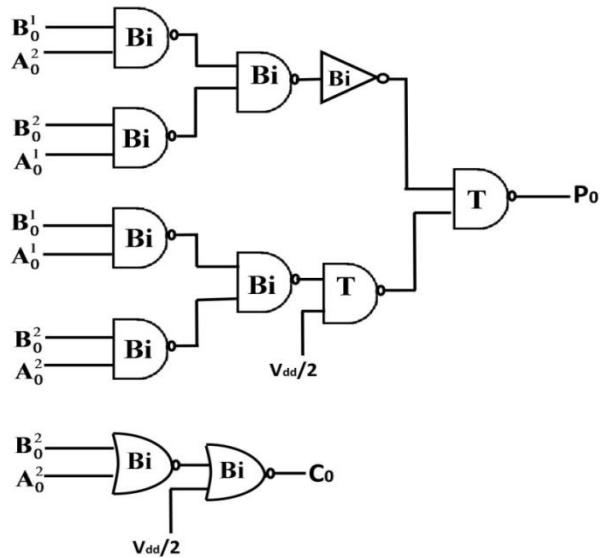 B₀¹
A₀²
Bi
Bi
Bi
B₀²
A₀¹
Bi
T
P₀
B₀¹
A₀¹
Bi
Bi
T
B₀²
A₀²
Bi
Vdd/2
B₀²
A₀²
Bi
Bi
C₀
Vdd/2